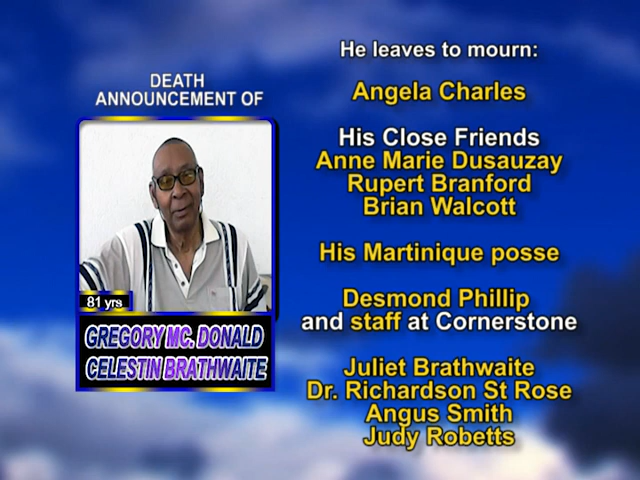 DEATH
ANNOUNCEMENT OF
81 yrs
GREGORY MC. DONALD
CELESTIN BRATHWAITE
He leaves to mourn:
Angela Charles
His Close Friends
Anne Marie Dusauzay
Rupert Branford
Brian Walcott
His Martinique posse
Desmond Phillip
and staff at Cornerstone
Juliet Brathwaite
Dr. Richardson St Rose
Angus Smith
Judy Robetts